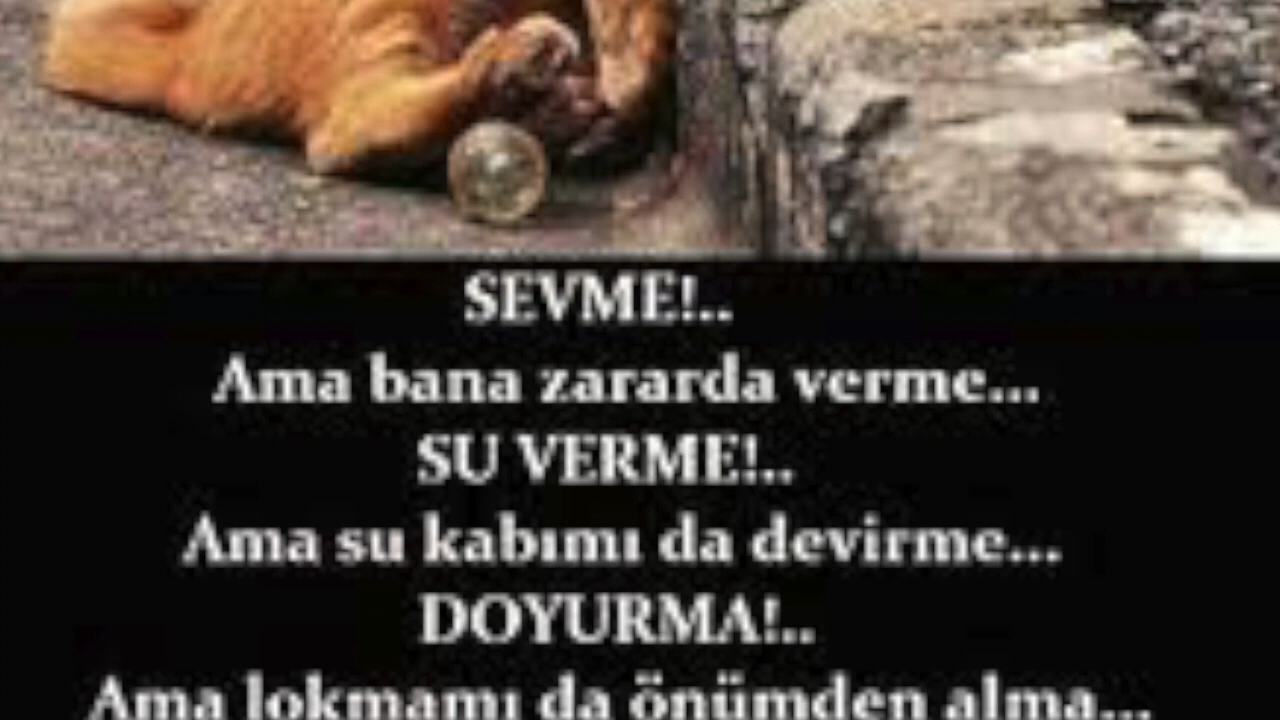 SEVME!..
Ama bana zararda verme...
SU VERME!..
Ama su kabımı da devirme...
DOYURMA!..
Ama lokmamı da önümden alma...